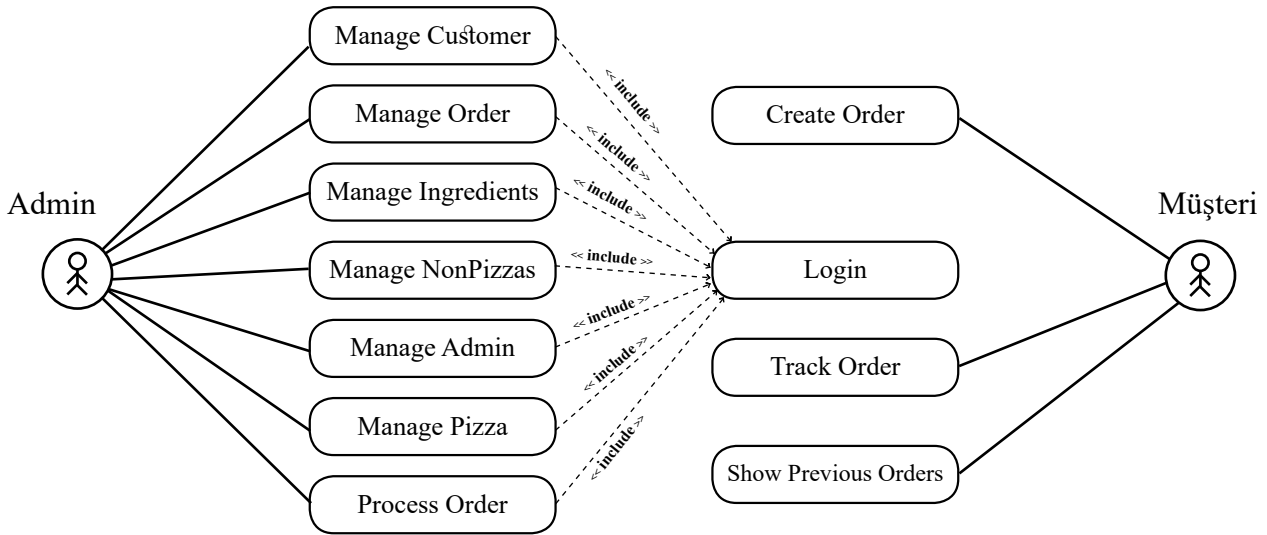 Manage Customer
Manage Order
Manage Ingredients
Manage NonPizzas
Manage Admin
Manage Pizza
Process Order
Admin
<< include >>
<< include >>
<< include >>
<< include >>
<< include >>
<< include >>
<< include >>
Create Order
Login
Track Order
Show Previous Orders
Müşteri